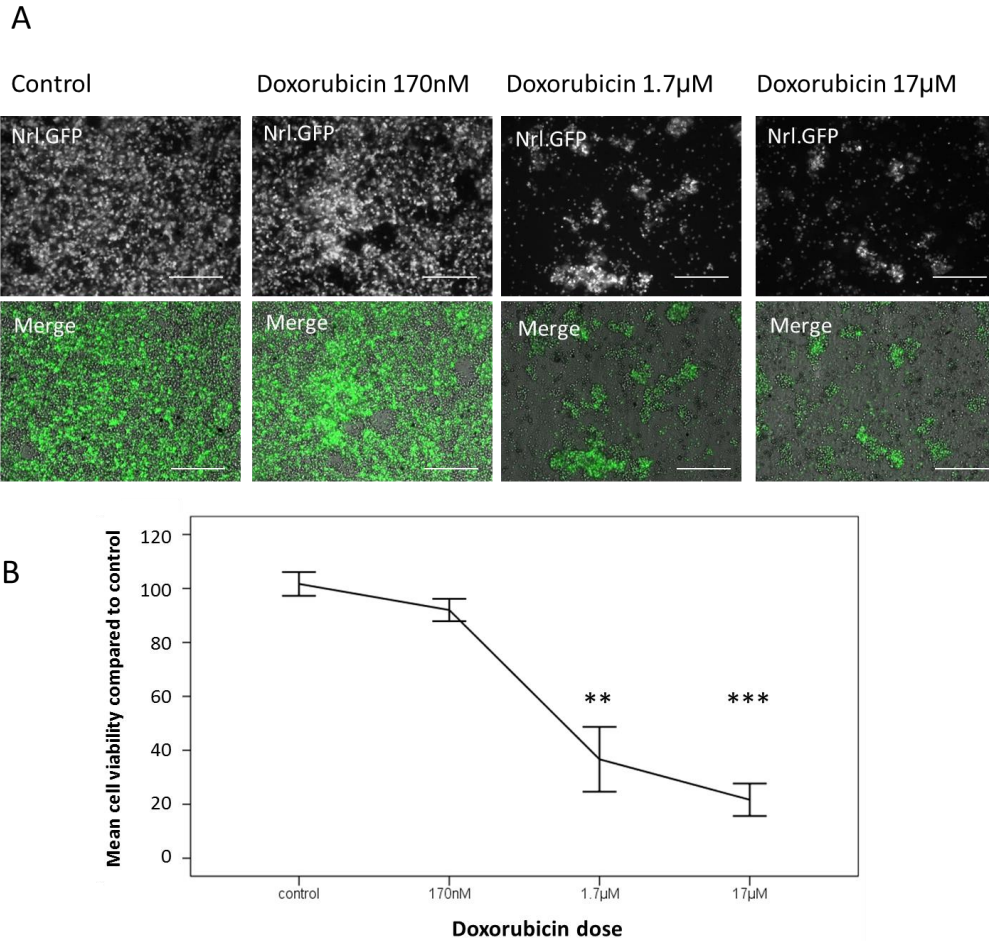 A
Control
Doxorubicin 170nM
Doxorubicin 1.7µM
Doxorubicin 17µM
Nrl.GFP
Nrl.GFP
Nrl.GFP
Nrl.GFP
Merge
Merge
Merge
Merge
B
Mean cell viability compared to control
120
100
80
60
40
20
0
**
***
control
170nM
1.7µM
17µM
Doxorubicin dose